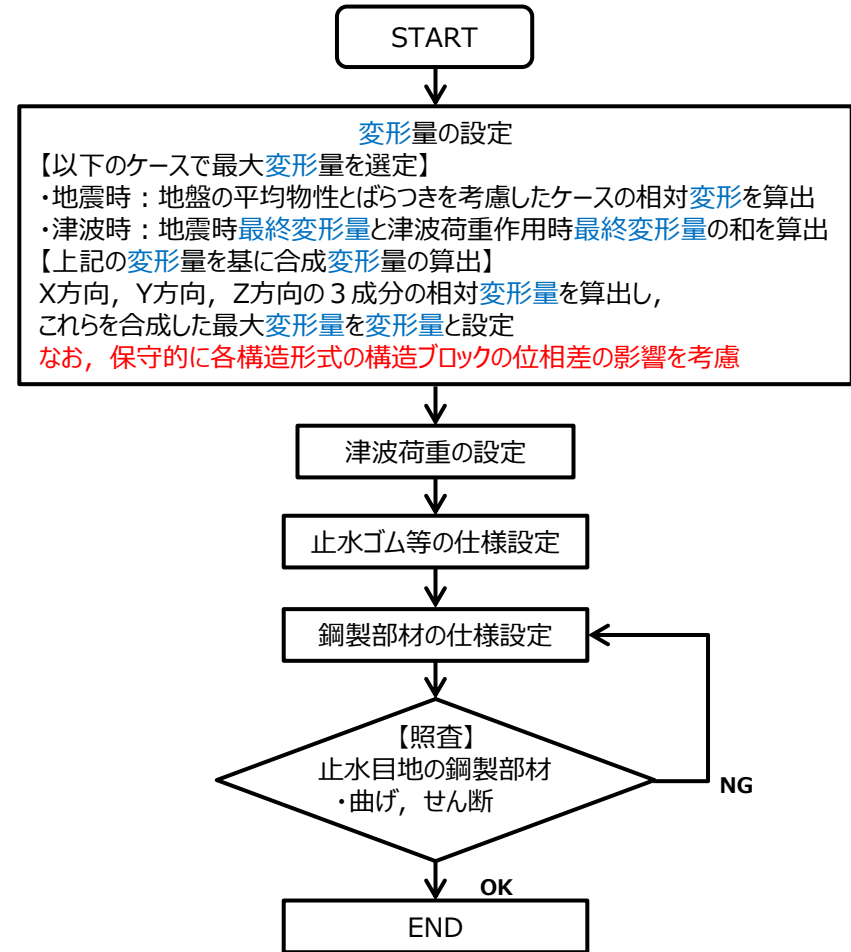 START
変形量の設定
【以下のケースで最大変形量を選定】
・地震時：地盤の平均物性とばらつきを考慮したケースの相対変形を算出
・津波時：地震時最終変形量と津波荷重作用時最終変形量の和を算出
【上記の変形量を基に合成変形量の算出】
X方向，Y方向，Z方向の３成分の相対変形量を算出し，
これらを合成した最大変形量を変形量と設定
なお，保守的に各構造形式の構造ブロックの位相差の影響を考慮
津波荷重の設定
止水ゴム等の仕様設定
鋼製部材の仕様設定
【照査】
止水目地の鋼製部材
・曲げ，せん断
NG
OK
END